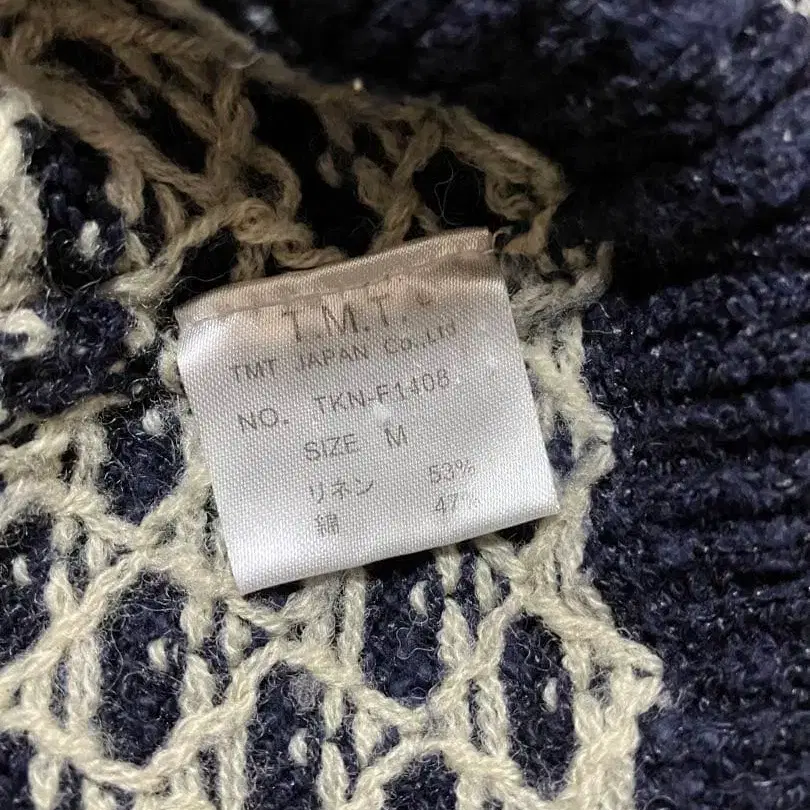 T.M.T.
TMT JAPAN Co.,Ltd
NO. TKN-F1408
SIZE M
リネン 53%
綿 47%